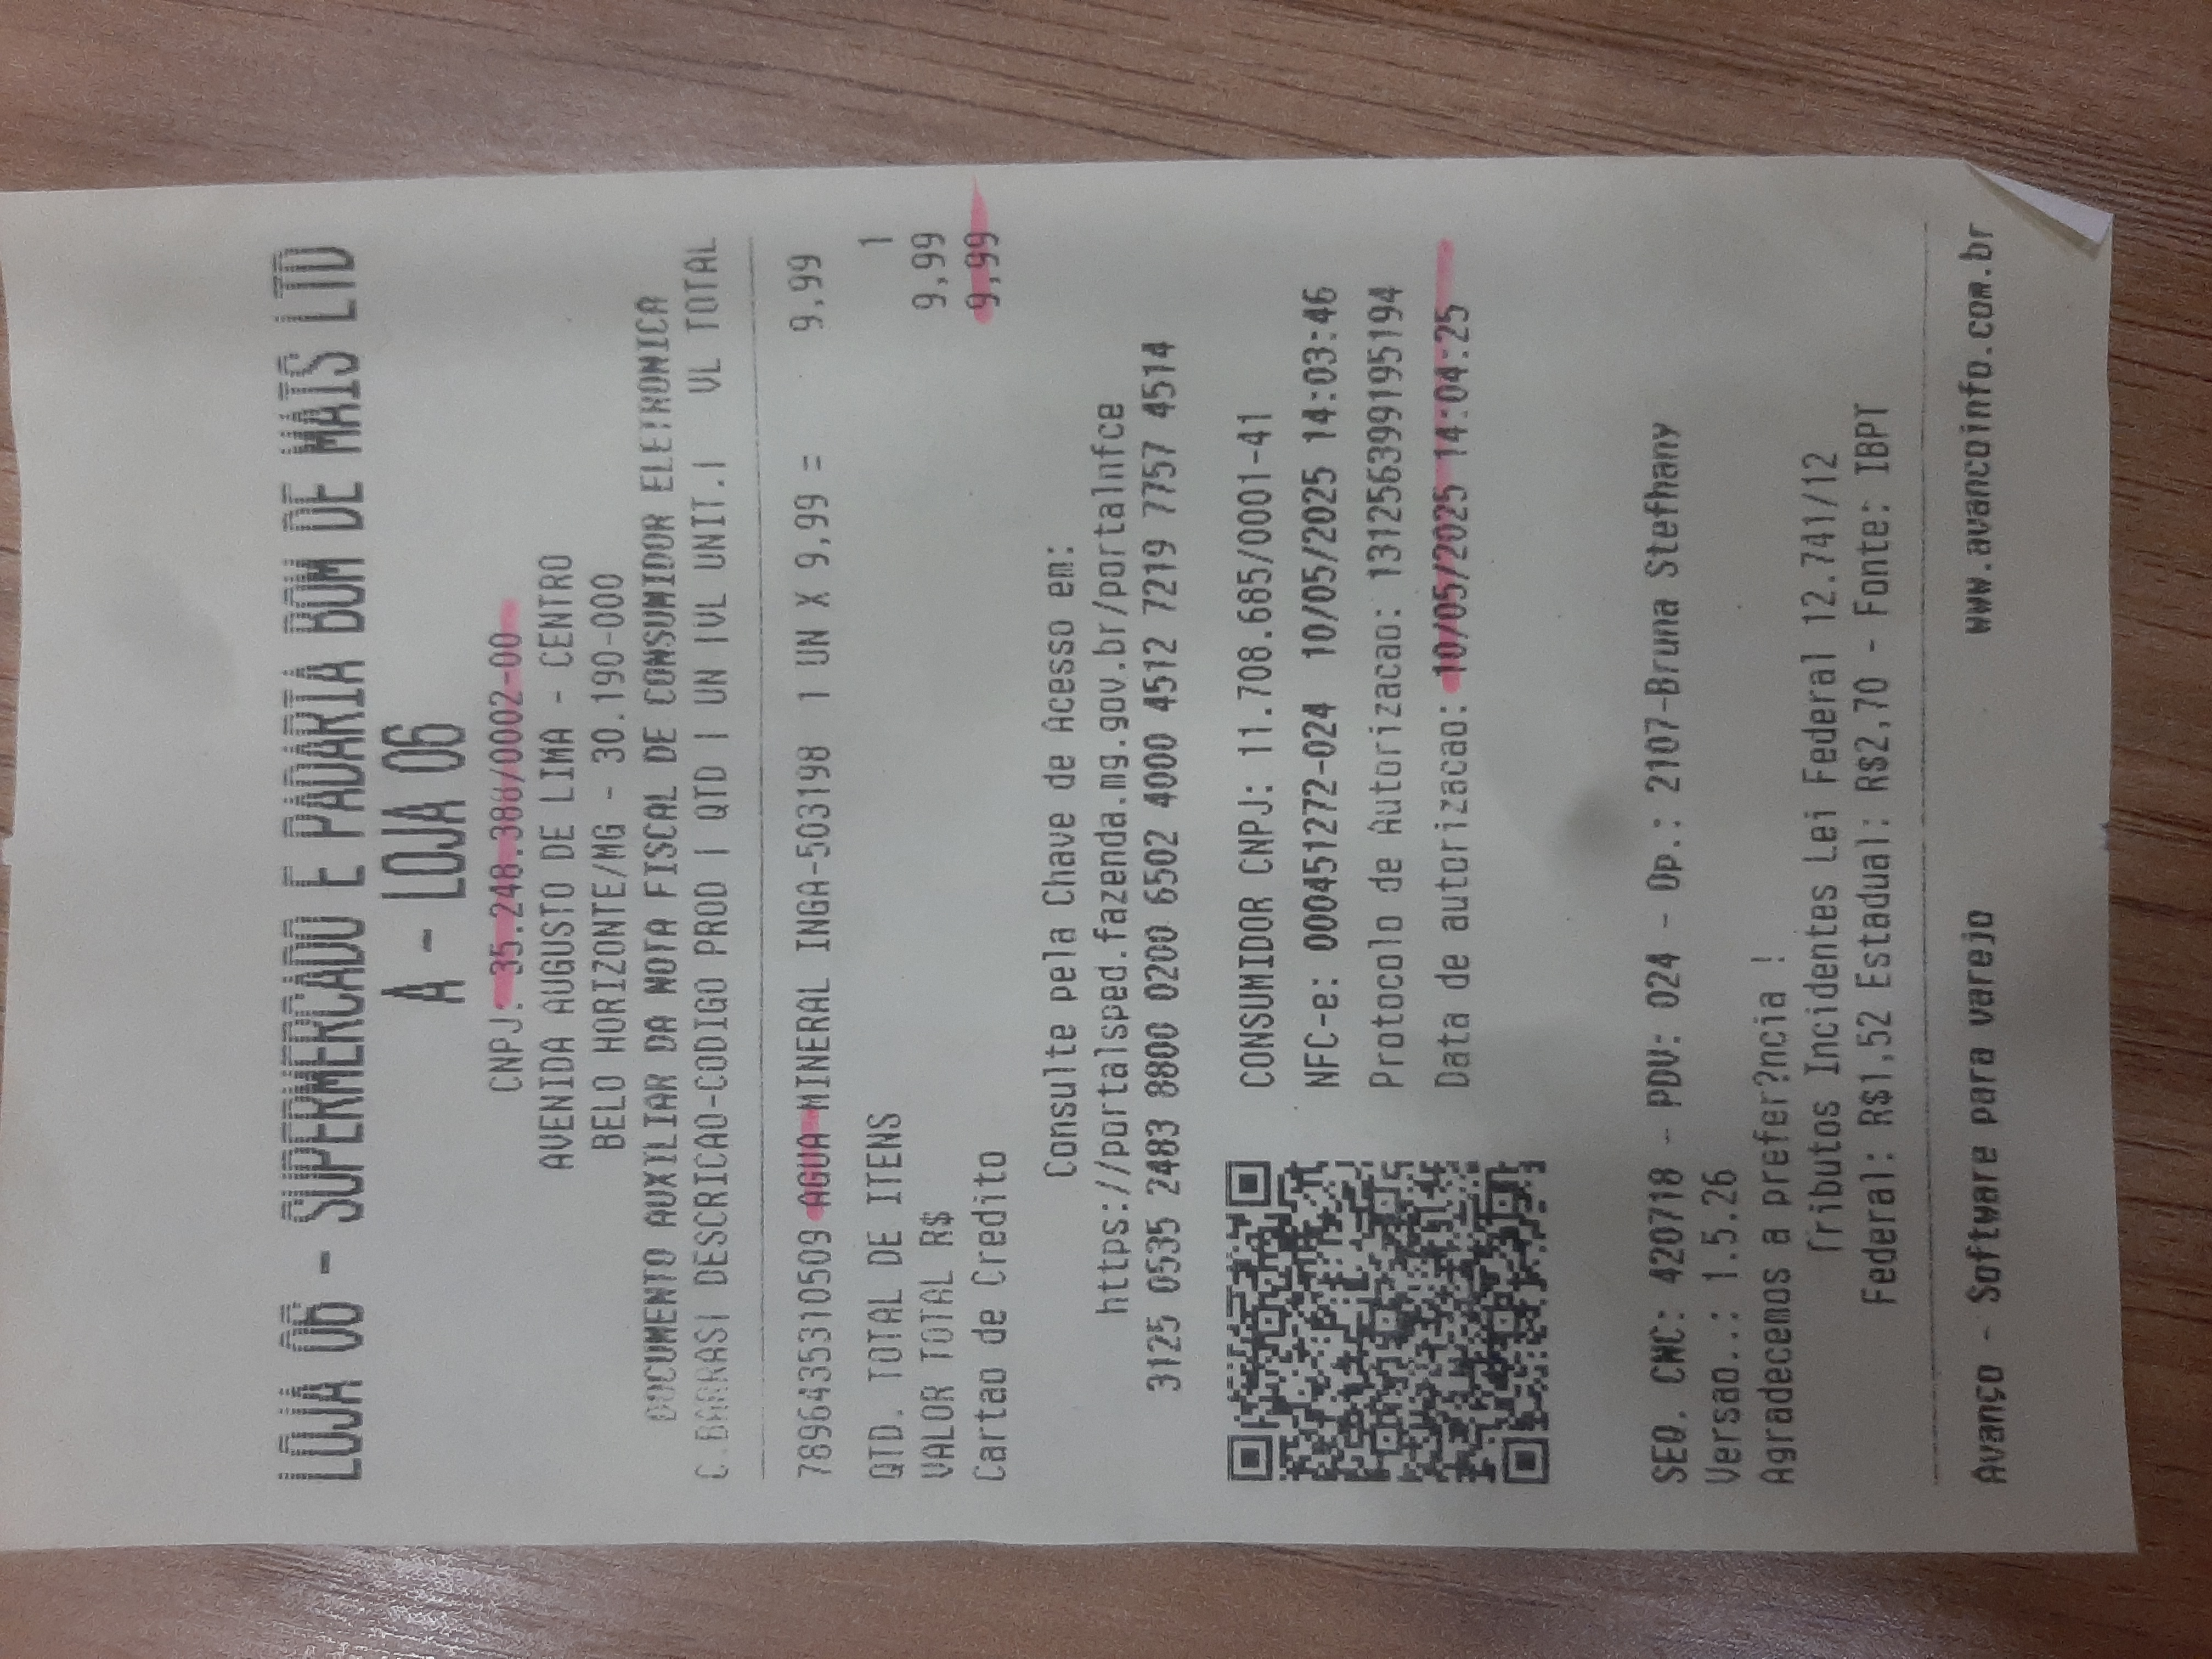 LOJA 06 - SUPERMERCADO E PADARIA BOM DE MAIS LTD
A - LOJA 06
CNPJ: 35.248.388/0002-00
AVENIDA AUGUSTO DE LIMA - CENTRO
BELO HORIZONTE/MG - 30.190-000
DOCUMENTO AUXILIAR DA NOTA FISCAL DE CONSUMIDOR ELETRONICA
C.BARRAS| DESCRICAO-CODIGO PROD | QTD | UN |VL UNIT.| VL TOTAL
7896435310509 AGUA MINERAL INGA-503198 1 UN X 9,99 = 9,99
QTD. TOTAL DE ITENS 1
VALOR TOTAL R$ 9,99
Cartao de Credito 9,99
Consulte pela Chave de Acesso em:
https://portalsped.fazenda.mg.gov.br/portalnfce
3125 0535 2483 8800 0200 6502 4000 4512 7219 7757 4514
CONSUMIDOR CNPJ: 11.708.685/0001-41
NFC-e: 000451272-024 10/05/2025 14:03:46
Protocolo de Autorizacao: 131256399195194
Data de autorizacao: 10/05/2025 14:04:25
SEQ. CNC: 420718 - PDV: 024 - Op.: 2107-Bruna Stefhany
Versao..: 1.5.26
Agradecemos a prefer?ncia !
Tributos Incidentes Lei Federal 12.741/12
Federal: R$1,52 Estadual: R$2,70 - Fonte: IBPT
Avanço - Software para varejo www.avancoinfo.com.br